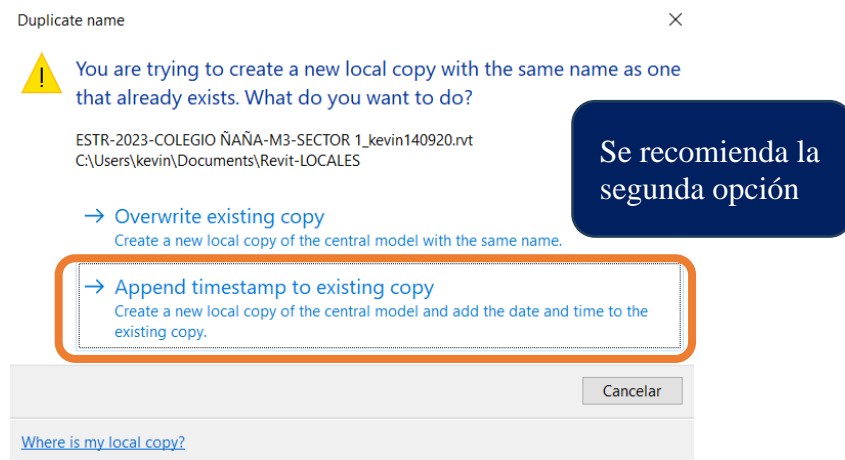 Duplicate name
You are trying to create a new local copy with the same name as one
that already exists. What do you want to do?
ESTR-2023-COLEGIO ÑAÑA-M3-SECTOR 1_kevin140920.rvt
C:\Users\kevin\Documents\Revit-LOCALES
Se recomienda la
segunda opción
→ Overwrite existing copy
Create a new local copy of the central model with the same name.
→ Append timestamp to existing copy
Create a new local copy of the central model and add the date and time to the
existing copy.
Cancelar
Where is my local copy?